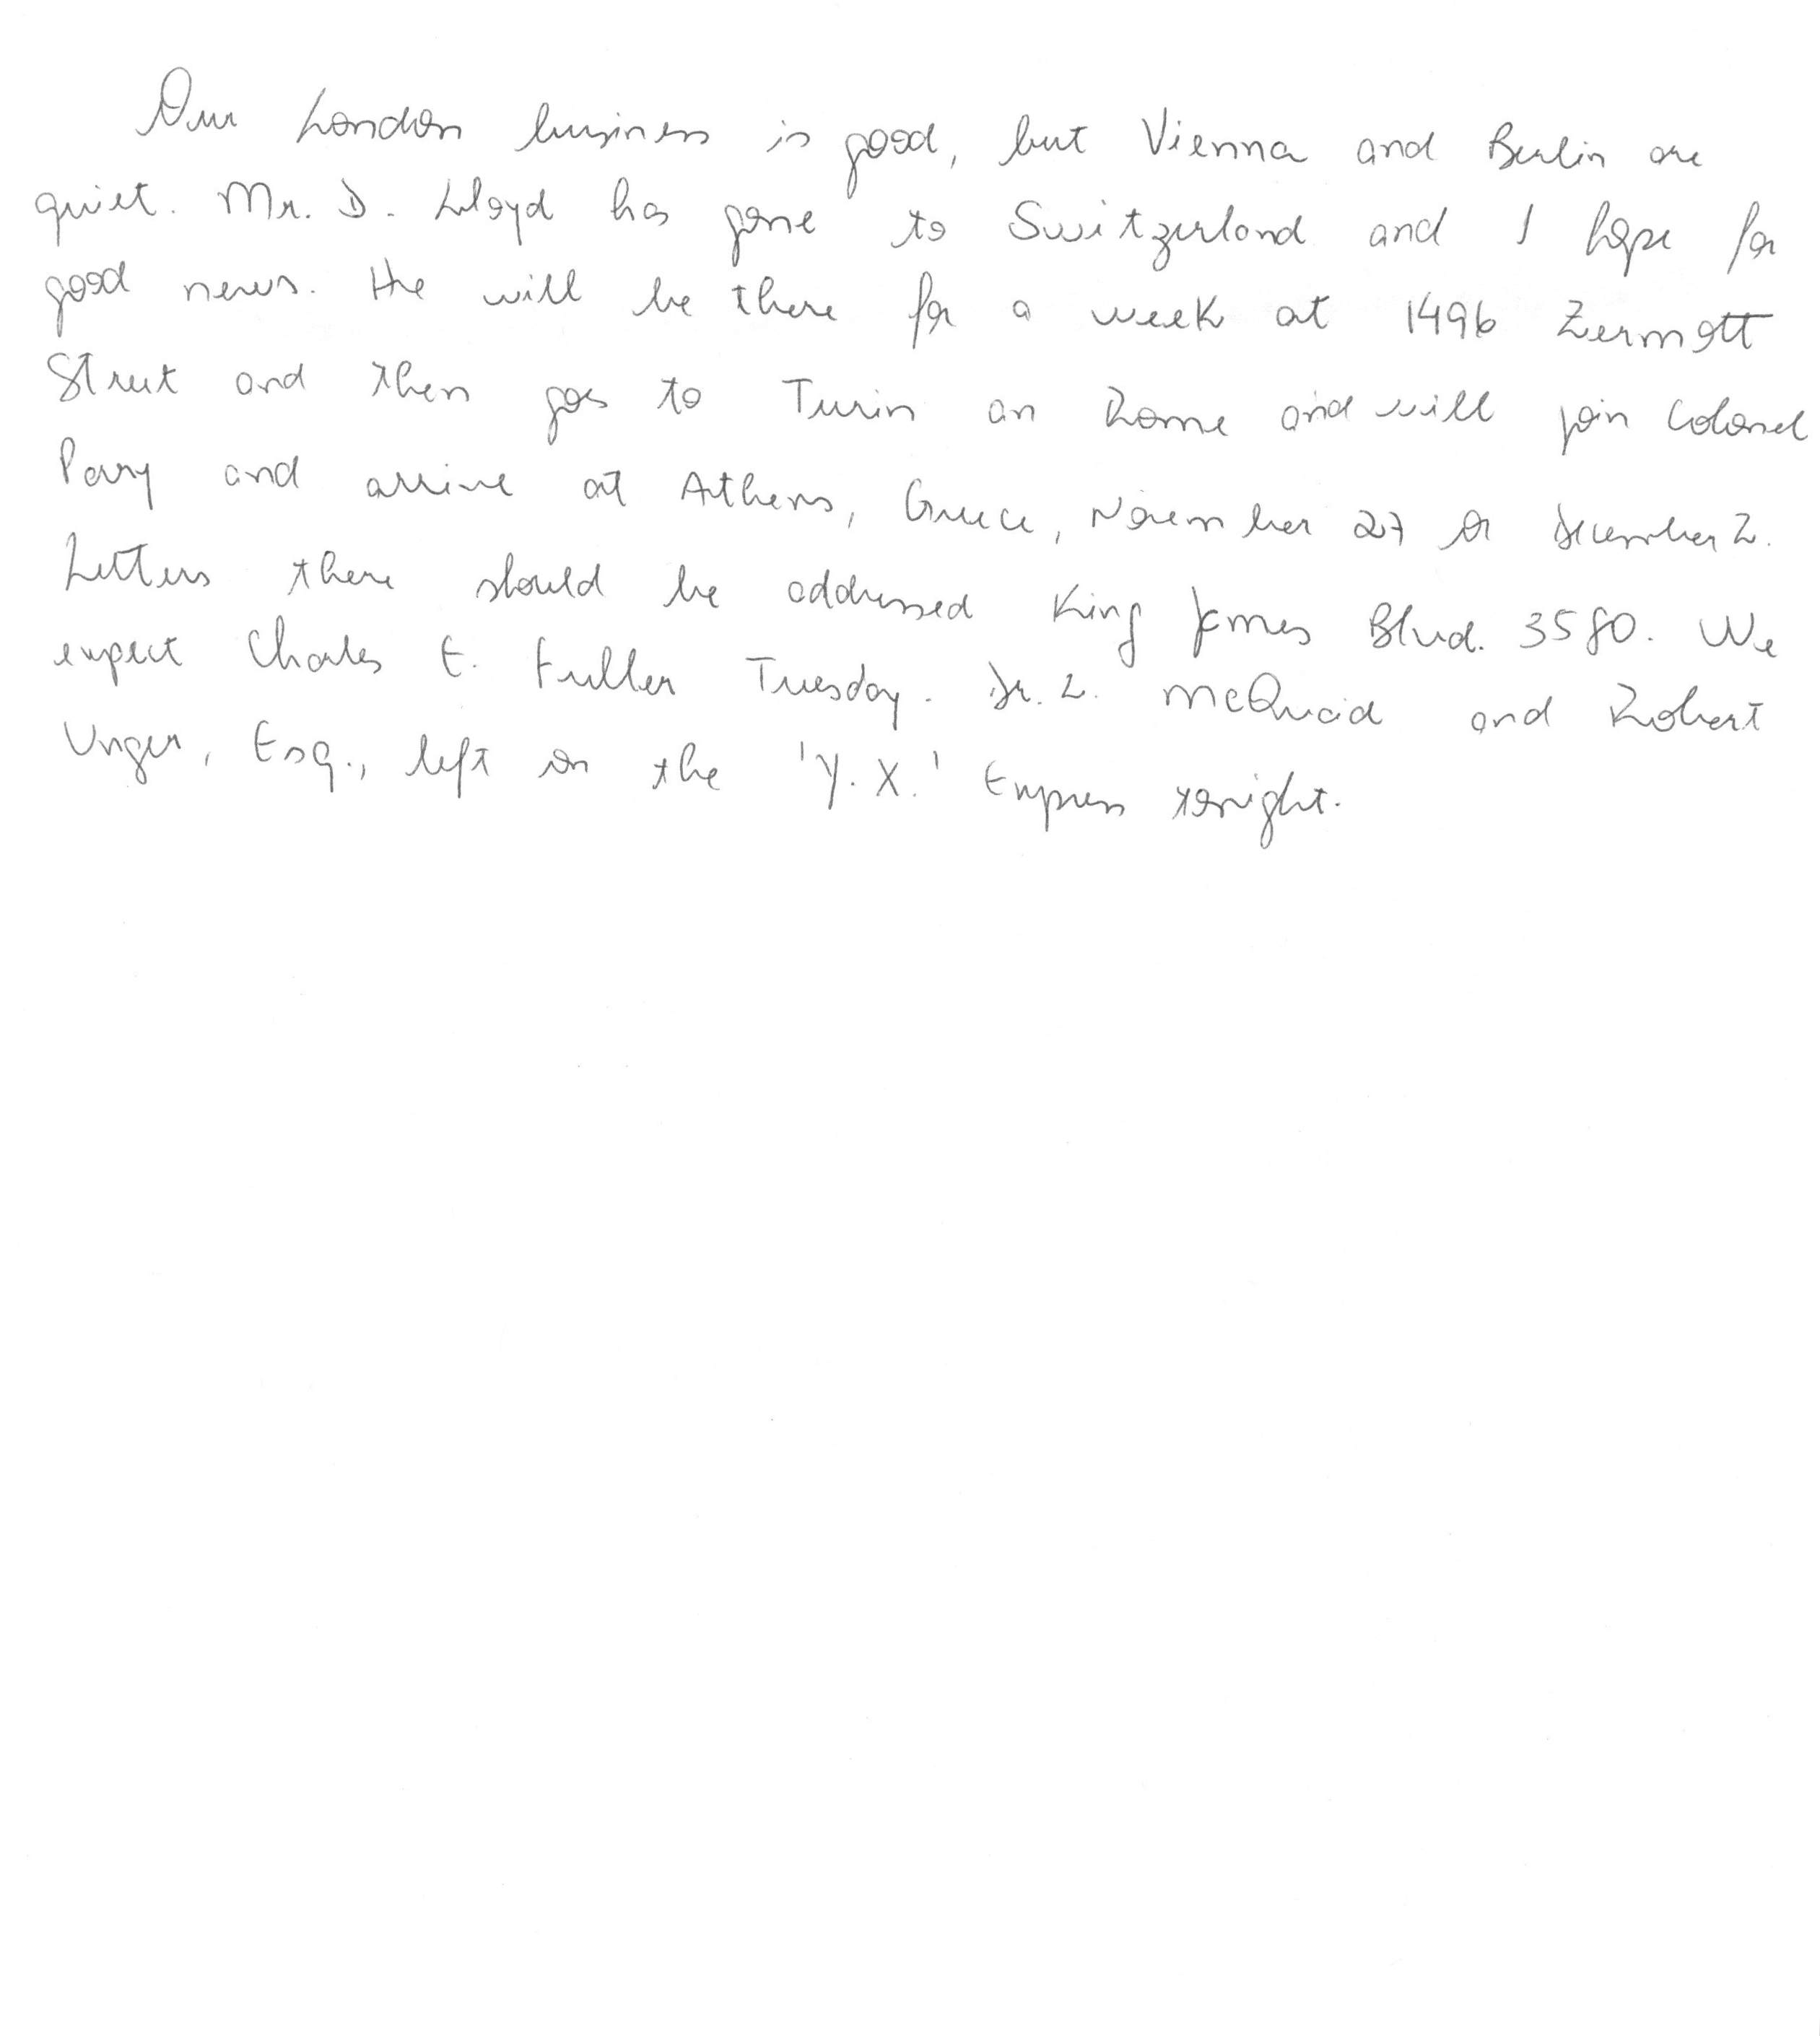 Our London business is good, but Vienna and Berlin are
quiet. Mr. D. Lloyd has gone to Switzerland and I hope for
good news. He will be there for a week at 1496 Zermott
Street and then goes to Turin an Rome and will join Colonel
Parry and arrive at Athens, Greece, November 27 or December 2.
Letters there should be addressed King James Blvd. 3580. We
expect Charles E. Fuller Tuesday. Dr. L. McQuaid and Robert
Unger, Esq., left on the 'Y.X.' Express tonight.